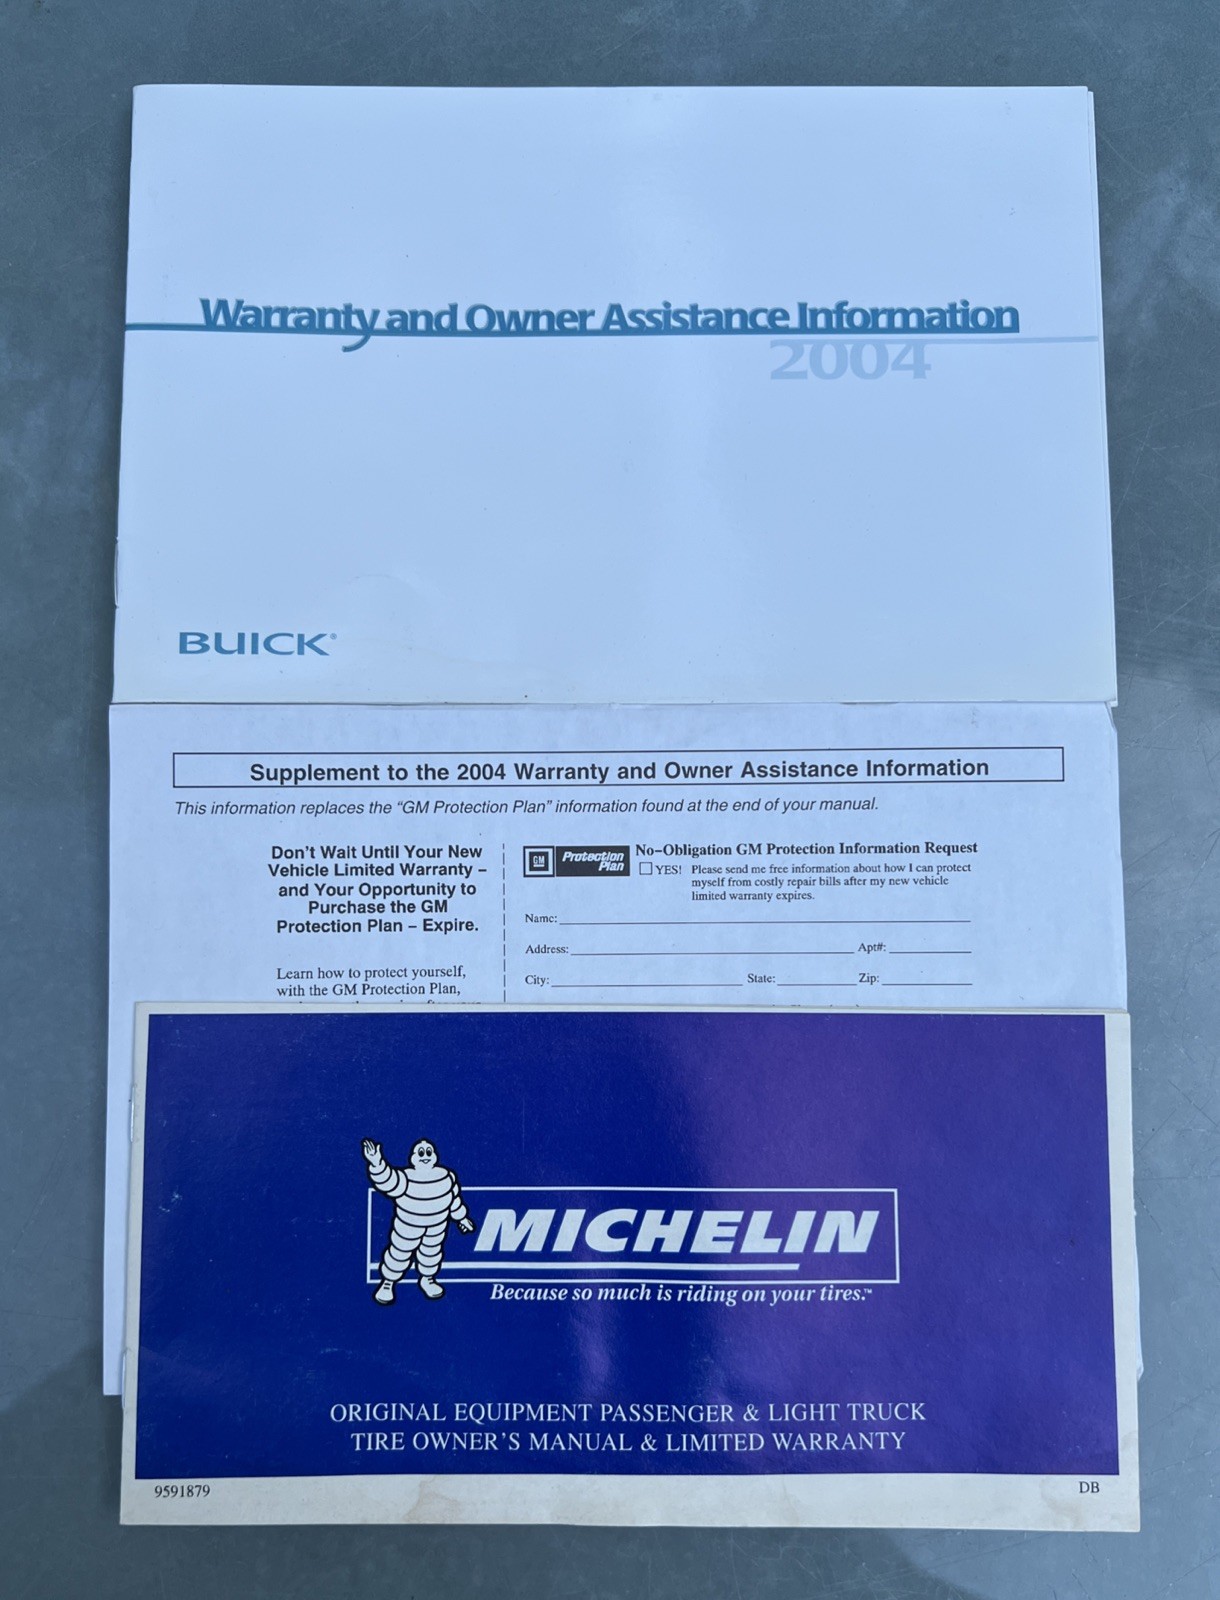 Warranty and Owner Assistance Information
2004
BUICK®
Supplement to the 2004 Warranty and Owner Assistance Information
This information replaces the “GM Protection Plan” information found at the end of your manual.
Don't Wait Until Your New
Vehicle Limited Warranty –
and Your Opportunity to
Purchase the GM
Protection Plan – Expire.
Learn how to protect yourself,
with the GM Protection Plan,
GM
Protection
Plan
No–Obligation GM Protection Information Request
YES! Please send me free information about how I can protect
myself from costly repair bills after my new vehicle
limited warranty expires.
Name:
Address: Apt#:
City: State: Zip:
MICHELIN
Because so much is riding on your tires.™
ORIGINAL EQUIPMENT PASSENGER & LIGHT TRUCK
TIRE OWNER'S MANUAL & LIMITED WARRANTY
9591879 DB